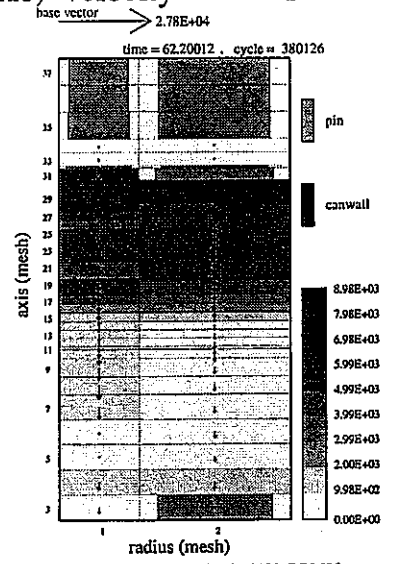 velocity
base vector
2.78E+04
time = 62.20012 , cycle = 380126
37
35
33
31
29
27
25
23
21
19
17
15
13
11
9
7
5
3
axis (mesh)
1
2
radius (mesh)
pin
canwall
8.98E+03
7.98E+03
6.98E+03
5.99E+03
4.99E+03
3.99E+03
2.99E+03
2.00E+03
9.98E+02
0.00E+00